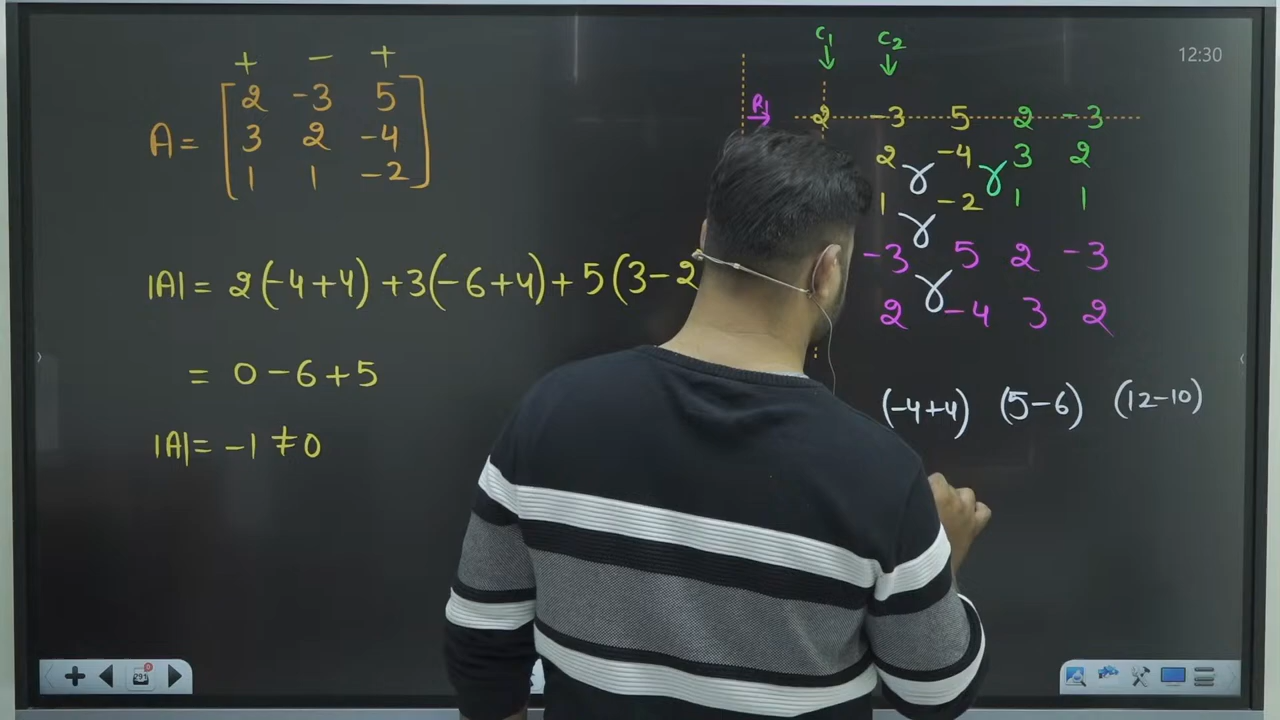 12:30
+ - +
A = [ 2 -3 5
3 2 -4
1 1 -2 ]
|A| = 2(-4+4) +3(-6+4) + 5(3-2
= 0 - 6 + 5
|A| = -1 ≠ 0
C1 C2
↓ ↓
R1 → 2 -3 5 2 -3
2 -4 3 2
1 -2 1 1
-3 5 2 -3
2 -4 3 2
(-4+4) (5-6) (12-10)